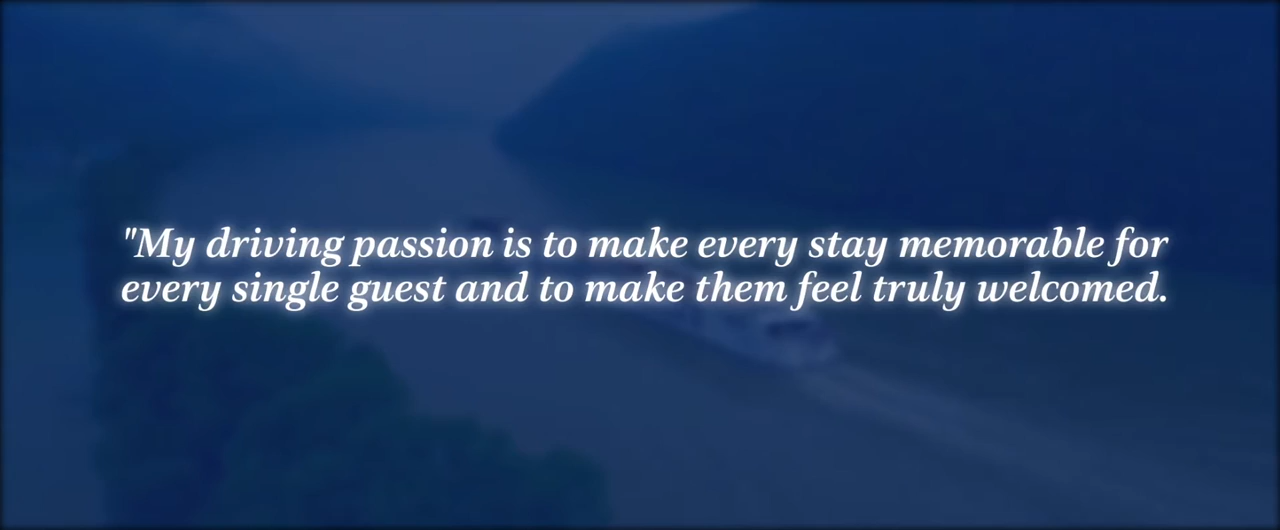 "My driving passion is to make every stay memorable for
every single guest and to make them feel truly welcomed.